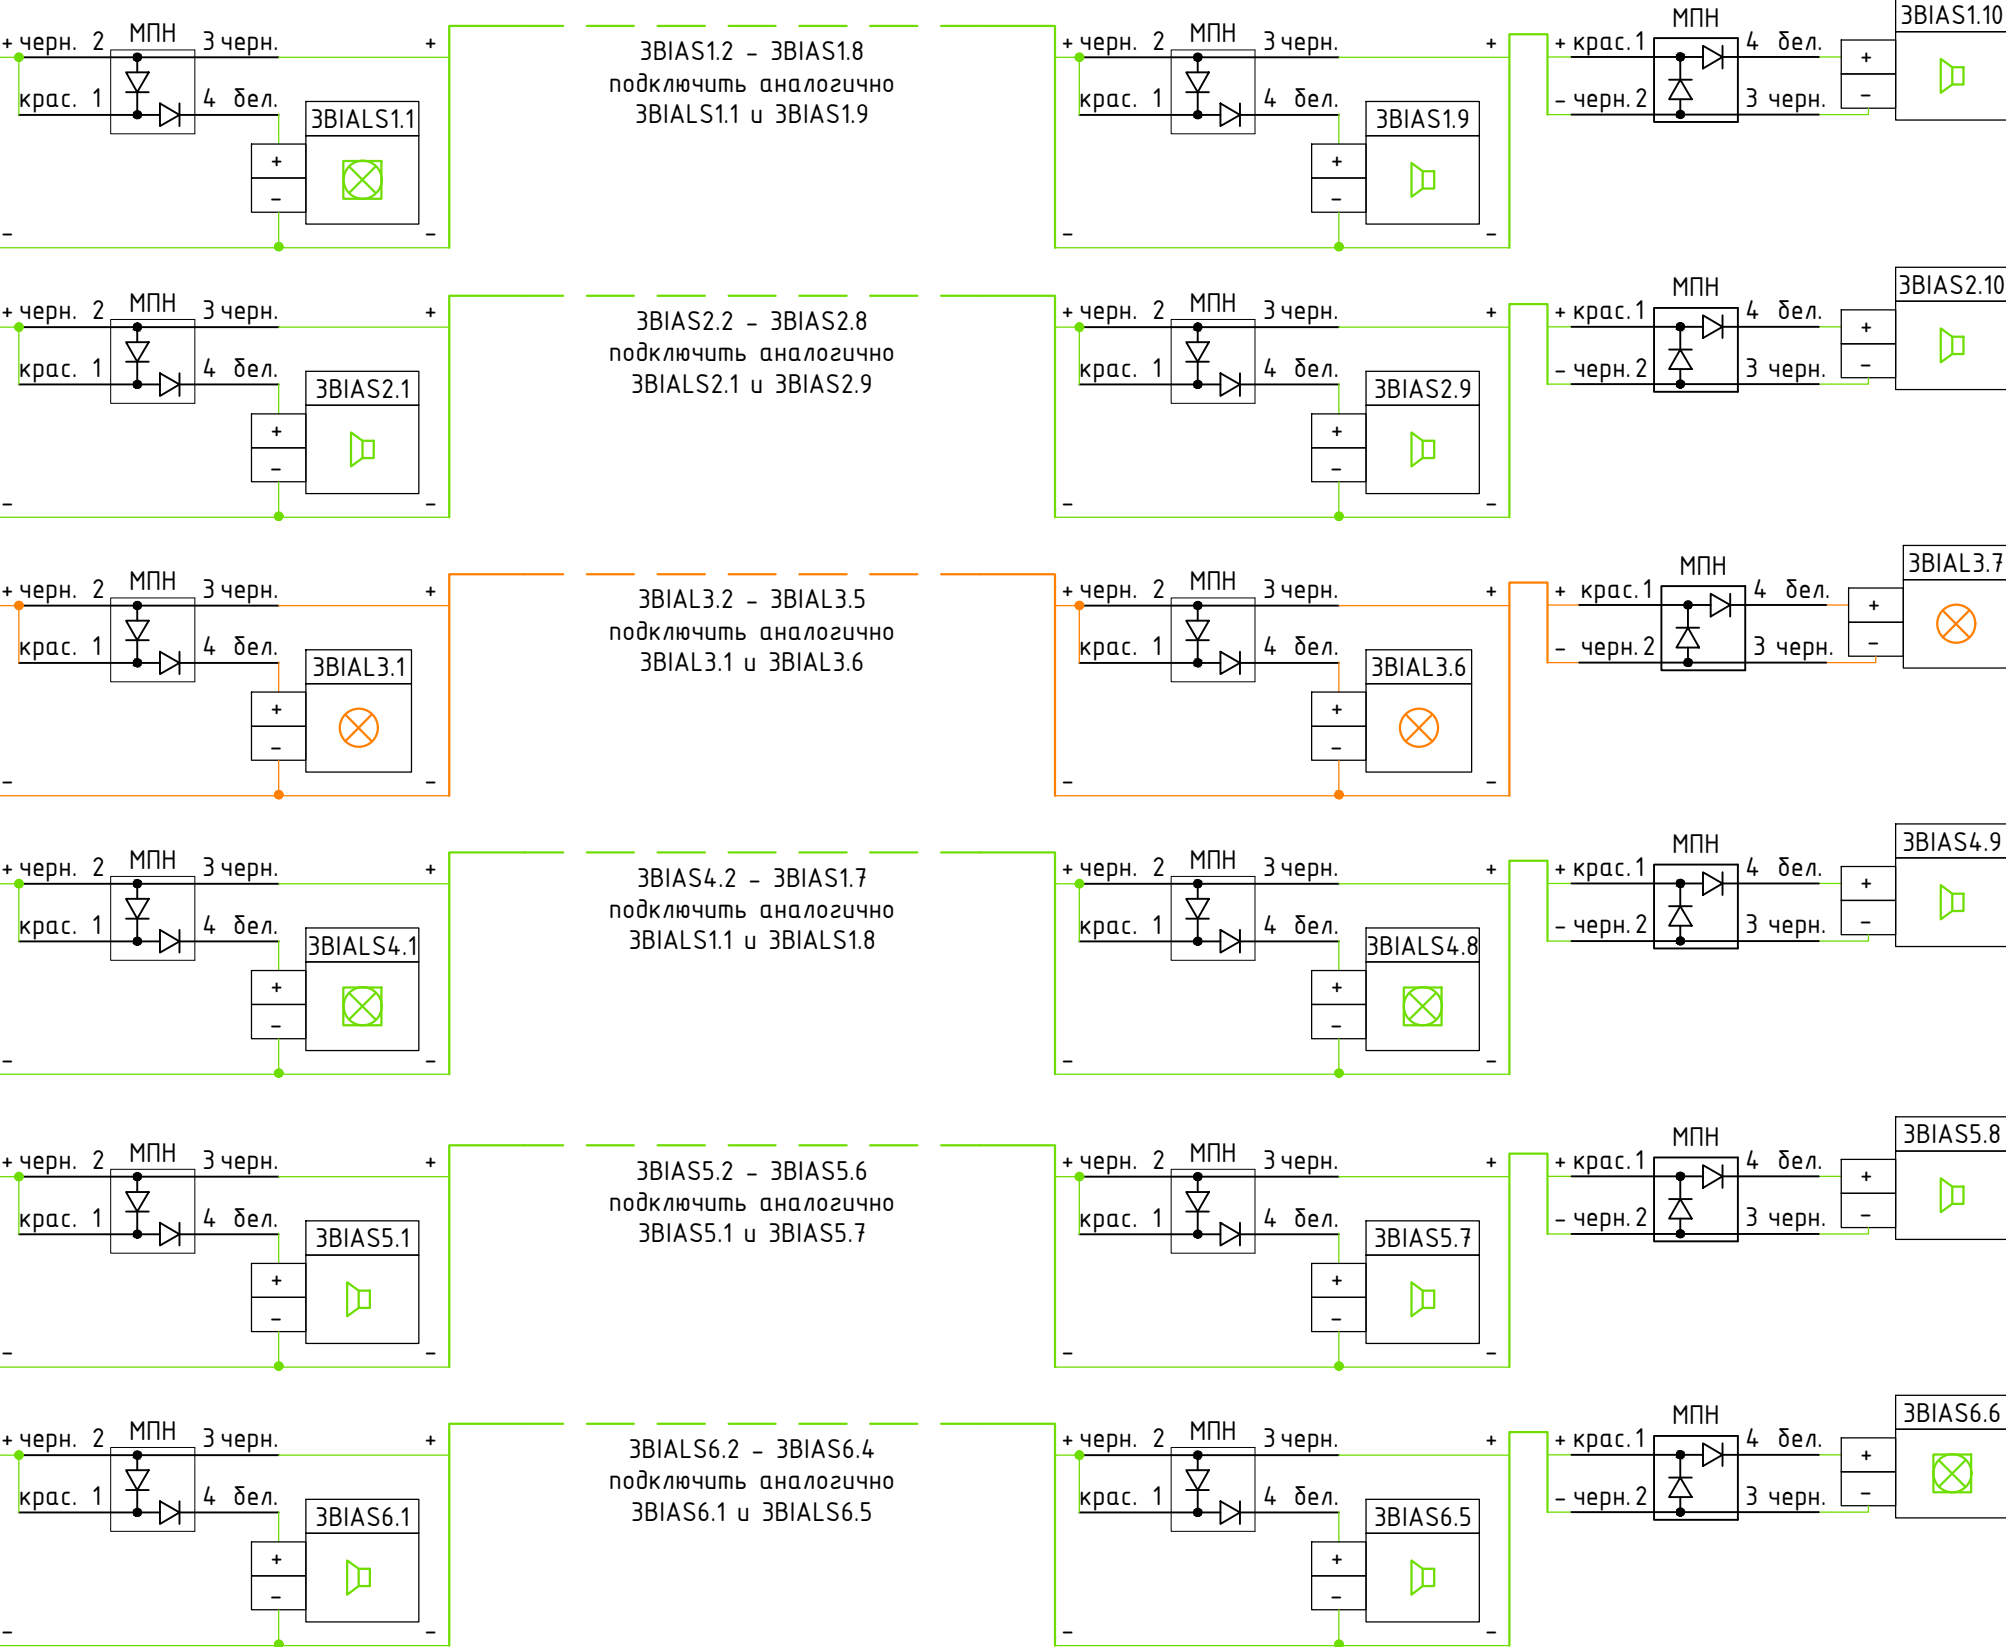 + черн. 2 МПН 3 черн. +
крас. 1 4 бел.
3BIALS1.1
+
−
− −
3BIAS1.2 – 3BIAS1.8
подключить аналогично
3BIALS1.1 и 3BIAS1.9
+ черн. 2 МПН 3 черн. +
крас. 1 4 бел.
3BIAS1.9
+
−
− −
+ крас. 1 МПН 4 бел.
− черн. 2 3 черн.
3BIAS1.10
+
−
+ черн. 2 МПН 3 черн. +
крас. 1 4 бел.
3BIAS2.1
+
−
− −
3BIAS2.2 – 3BIAS2.8
подключить аналогично
3BIALS2.1 и 3BIAS2.9
+ черн. 2 МПН 3 черн. +
крас. 1 4 бел.
3BIAS2.9
+
−
− −
+ крас. 1 МПН 4 бел.
− черн. 2 3 черн.
3BIAS2.10
+
−
+ черн. 2 МПН 3 черн. +
крас. 1 4 бел.
3BIAL3.1
+
−
− −
3BIAL3.2 – 3BIAL3.5
подключить аналогично
3BIAL3.1 и 3BIAL3.6
+ черн. 2 МПН 3 черн. +
крас. 1 4 бел.
3BIAL3.6
+
−
− −
+ крас. 1 МПН 4 бел.
− черн. 2 3 черн.
3BIAL3.7
+
−
+ черн. 2 МПН 3 черн. +
крас. 1 4 бел.
3BIALS4.1
+
−
− −
3BIAS4.2 – 3BIAS1.7
подключить аналогично
3BIALS1.1 и 3BIALS1.8
+ черн. 2 МПН 3 черн. +
крас. 1 4 бел.
3BIALS4.8
+
−
− −
+ крас. 1 МПН 4 бел.
− черн. 2 3 черн.
3BIAS4.9
+
−
+ черн. 2 МПН 3 черн. +
крас. 1 4 бел.
3BIAS5.1
+
−
− −
3BIAS5.2 – 3BIAS5.6
подключить аналогично
3BIAS5.1 и 3BIAS5.7
+ черн. 2 МПН 3 черн. +
крас. 1 4 бел.
3BIAS5.7
+
−
− −
+ крас. 1 МПН 4 бел.
− черн. 2 3 черн.
3BIAS5.8
+
−
+ черн. 2 МПН 3 черн. +
крас. 1 4 бел.
3BIAS6.1
+
−
− −
3BIALS6.2 – 3BIAS6.4
подключить аналогично
3BIAS6.1 и 3BIALS6.5
+ черн. 2 МПН 3 черн. +
крас. 1 4 бел.
3BIAS6.5
+
−
− −
+ крас. 1 МПН 4 бел.
− черн. 2 3 черн.
3BIAS6.6
+
−